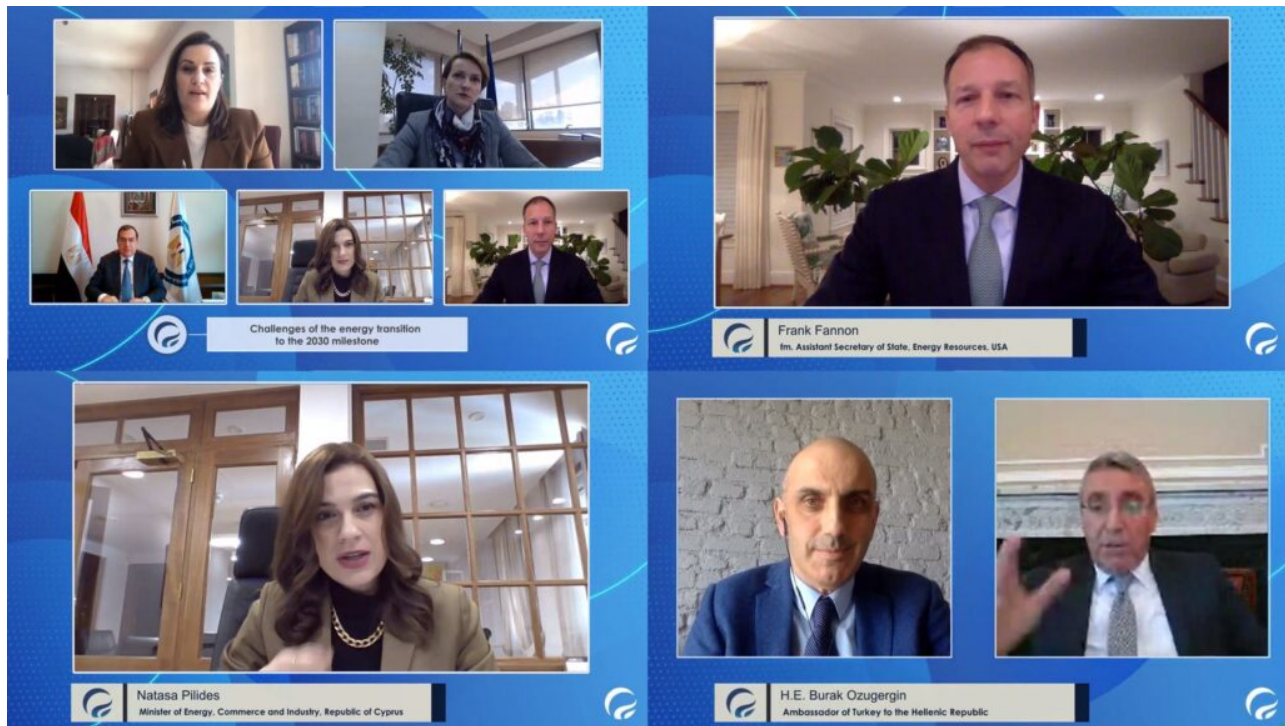 Challenges of the energy transition
to the 2030 milestone
Frank Fannon
fm. Assistant Secretary of State, Energy Resources, USA
Natasa Pilides
Minister of Energy, Commerce and Industry, Republic of Cyprus
H.E. Burak Ozugergin
Ambassador of Turkey to the Hellenic Republic